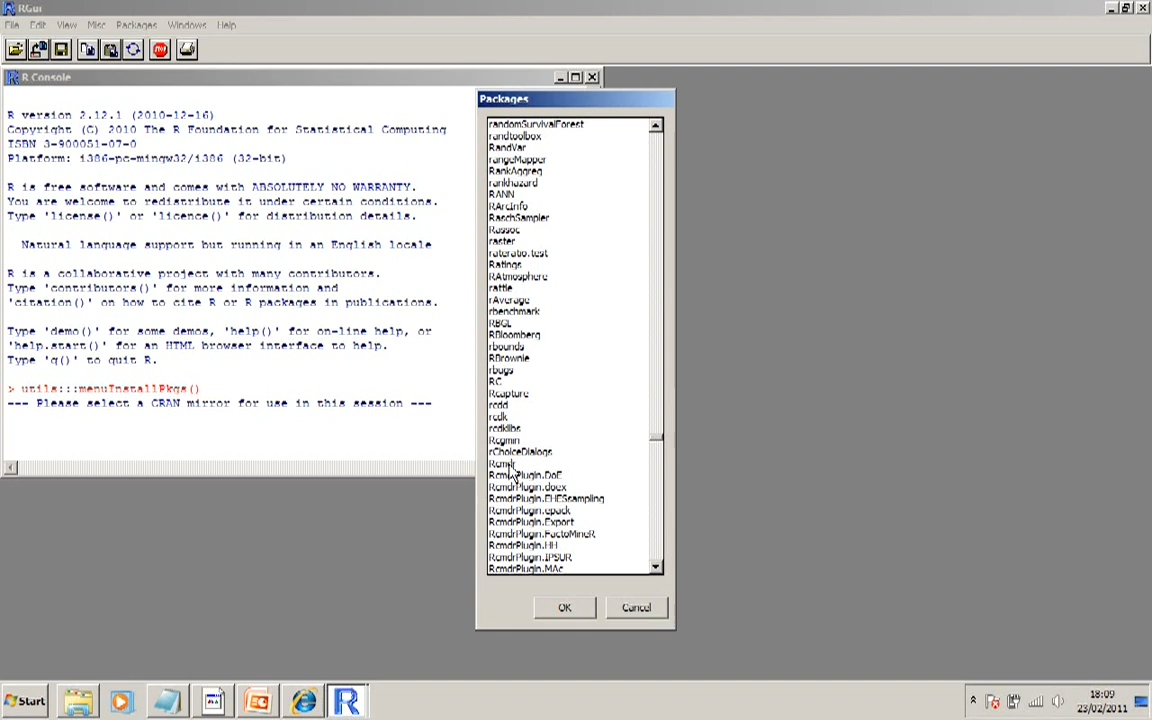 RGui
File Edit View Misc Packages Windows Help
R Console
R version 2.12.1 (2010-12-16)
Copyright (C) 2010 The R Foundation for Statistical Computing
ISBN 3-900051-07-0
Platform: i386-pc-mingw32/i386 (32-bit)
R is free software and comes with ABSOLUTELY NO WARRANTY.
You are welcome to redistribute it under certain conditions.
Type 'license()' or 'licence()' for distribution details.
Natural language support but running in an English locale
R is a collaborative project with many contributors.
Type 'contributors()' for more information and
'citation()' on how to cite R or R packages in publications.
Type 'demo()' for some demos, 'help()' for on-line help, or
'help.start()' for an HTML browser interface to help.
Type 'q()' to quit R.
> utils:::menuInstallPkgs()
--- Please select a CRAN mirror for use in this session ---
Packages
randomSurvivalForest
randtoolbox
RandVar
rangeMapper
RankAggreg
rankhazard
RANN
RArcInfo
RaschSampler
Rassoc
raster
rateratio.test
Ratings
RAtmosphere
rattle
rAverage
rbenchmark
RBGL
RBloomberg
rbounds
RBrownie
rbugs
RC
Rcapture
rcdd
rcdk
rcdklibs
Rcgmin
rChoiceDialogs
Rcmdr
RcmdrPlugin.DoE
RcmdrPlugin.doex
RcmdrPlugin.EHESsampling
RcmdrPlugin.epack
RcmdrPlugin.Export
RcmdrPlugin.FactoMineR
RcmdrPlugin.HH
RcmdrPlugin.IPSUR
RcmdrPlugin.MAc
OK Cancel
Start
18:09
23/02/2011